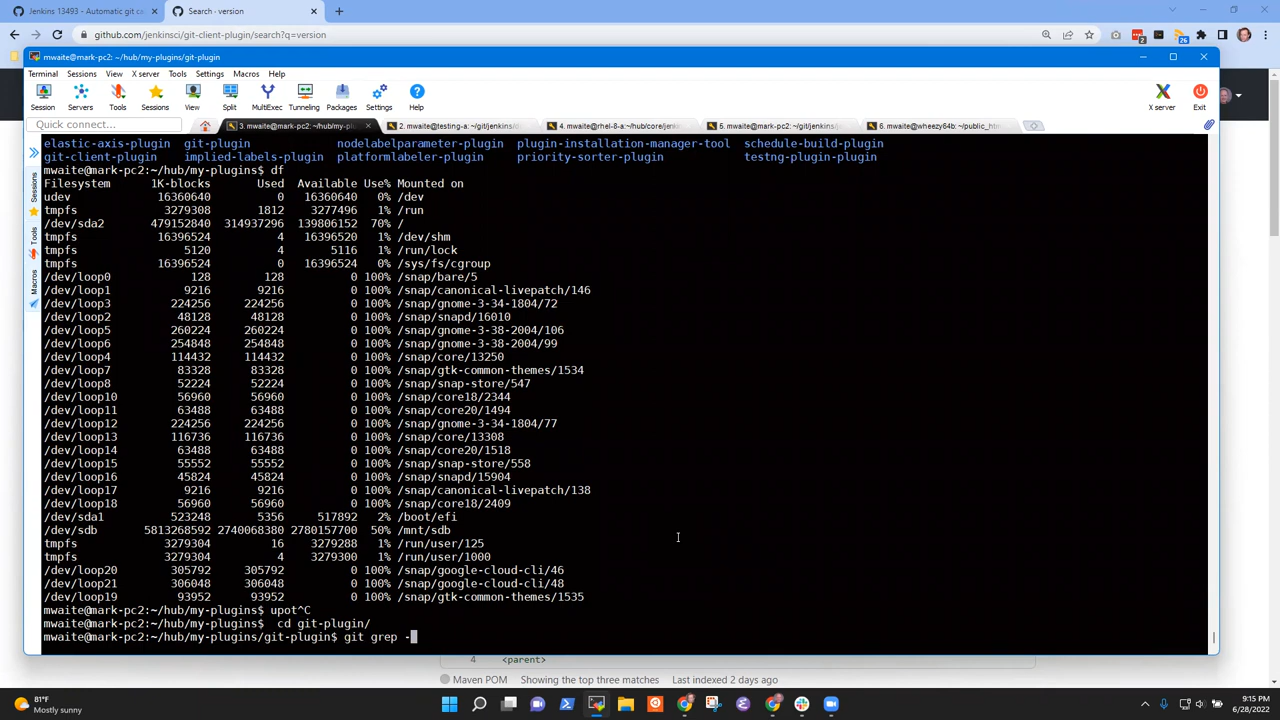 Jenkins 13493 - Automatic git c
Search · version
github.com/jenkinsci/git-client-plugin/search?q=version
mwaite@mark-pc2: ~/hub/my-plugins/git-plugin
Terminal Sessions View X server Tools Settings Macros Help
Session Servers Tools Sessions View Split MultiExec Tunneling Packages Settings Help X server Exit
Quick connect...
3. mwaite@mark-pc2: ~/hub/my-plu
2. mwaite@testing-a: ~/git/jenkins/d
4. mwaite@rhel-8-a:~/hub/core/jenkin
5. mwaite@mark-pc2: ~/git/jenkins/
6. mwaite@wheezy64b: ~/public_htm
Sessions
Tools
Macros
elastic-axis-plugin git-plugin nodelabelparameter-plugin plugin-installation-manager-tool schedule-build-plugin
git-client-plugin implied-labels-plugin platformlabeler-plugin priority-sorter-plugin testng-plugin-plugin
mwaite@mark-pc2:~/hub/my-plugins$ df
Filesystem 1K-blocks Used Available Use% Mounted on
udev 16360640 0 16360640 0% /dev
tmpfs 3279308 1812 3277496 1% /run
/dev/sda2 479152840 314937296 139806152 70% /
tmpfs 16396524 4 16396520 1% /dev/shm
tmpfs 5120 4 5116 1% /run/lock
tmpfs 16396524 0 16396524 0% /sys/fs/cgroup
/dev/loop0 128 128 0 100% /snap/bare/5
/dev/loop1 9216 9216 0 100% /snap/canonical-livepatch/146
/dev/loop3 224256 224256 0 100% /snap/gnome-3-34-1804/72
/dev/loop2 48128 48128 0 100% /snap/snapd/16010
/dev/loop5 260224 260224 0 100% /snap/gnome-3-38-2004/106
/dev/loop6 254848 254848 0 100% /snap/gnome-3-38-2004/99
/dev/loop4 114432 114432 0 100% /snap/core/13250
/dev/loop7 83328 83328 0 100% /snap/gtk-common-themes/1534
/dev/loop8 52224 52224 0 100% /snap/snap-store/547
/dev/loop10 56960 56960 0 100% /snap/core18/2344
/dev/loop11 63488 63488 0 100% /snap/core20/1494
/dev/loop12 224256 224256 0 100% /snap/gnome-3-34-1804/77
/dev/loop13 116736 116736 0 100% /snap/core/13308
/dev/loop14 63488 63488 0 100% /snap/core20/1518
/dev/loop15 55552 55552 0 100% /snap/snap-store/558
/dev/loop16 45824 45824 0 100% /snap/snapd/15904
/dev/loop17 9216 9216 0 100% /snap/canonical-livepatch/138
/dev/loop18 56960 56960 0 100% /snap/core18/2409
/dev/sda1 523248 5356 517892 2% /boot/efi
/dev/sdb 5813268592 2740068380 2780157700 50% /mnt/sdb
tmpfs 3279304 16 3279288 1% /run/user/125
tmpfs 3279304 4 3279300 1% /run/user/1000
/dev/loop20 305792 305792 0 100% /snap/google-cloud-cli/46
/dev/loop21 306048 306048 0 100% /snap/google-cloud-cli/48
/dev/loop19 93952 93952 0 100% /snap/gtk-common-themes/1535
mwaite@mark-pc2:~/hub/my-plugins$ upot^C
mwaite@mark-pc2:~/hub/my-plugins$ cd git-plugin/
mwaite@mark-pc2:~/hub/my-plugins/git-plugin$ git grep -
4 <parent>
Maven POM Showing the top three matches Last indexed 2 days ago
81°F
Mostly sunny
9:15 PM
6/28/2022